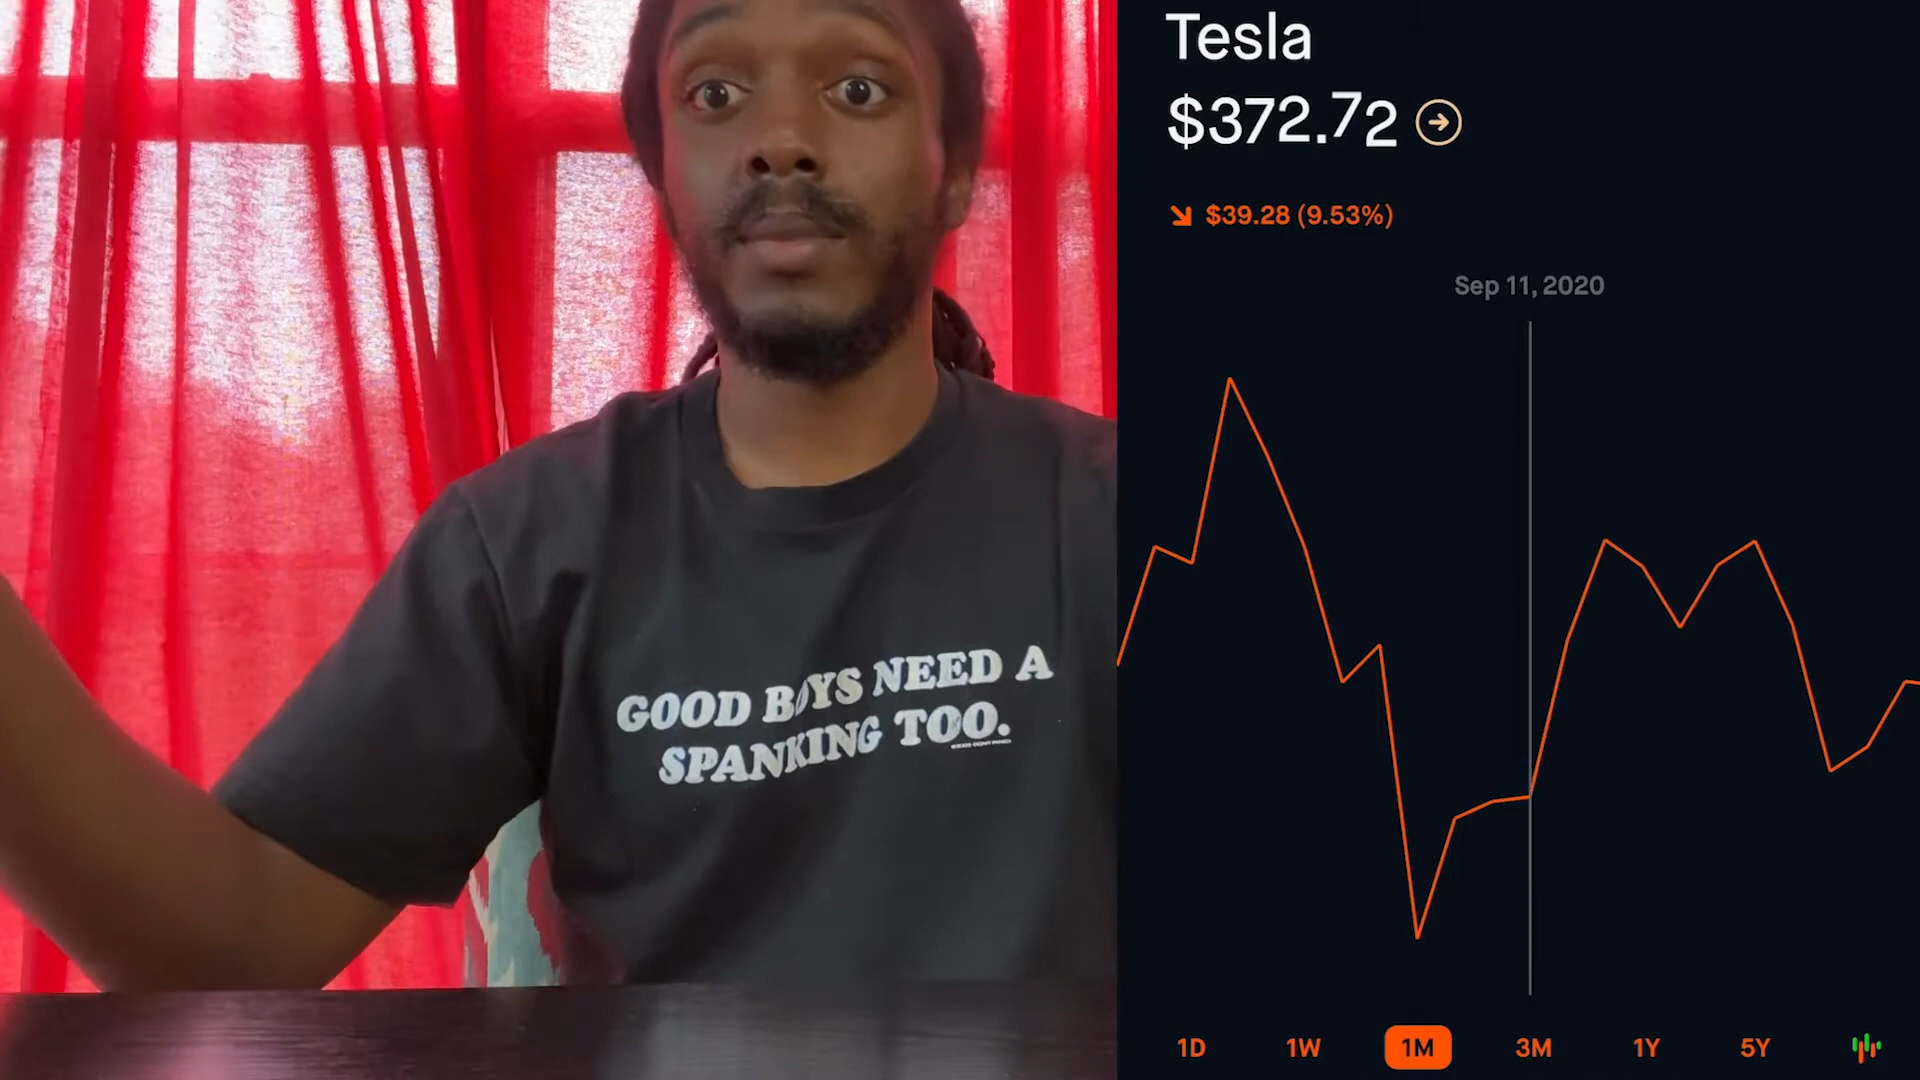 Tesla
$372.72
$39.28 (9.53%)
Sep 11, 2020
GOOD BOYS NEED A
SPANKING TOO.
1D 1W 1M 3M 1Y 5Y